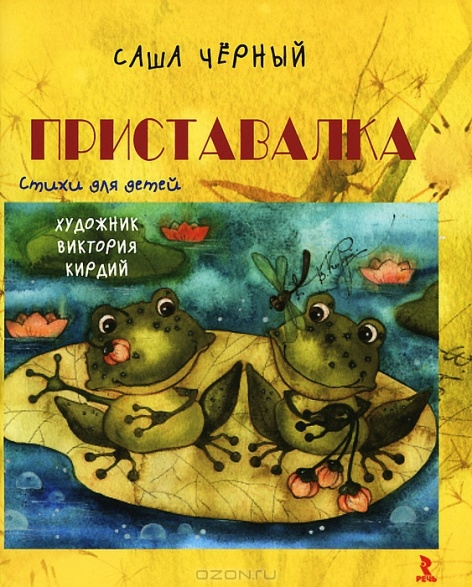 САША ЧЁРНЫЙ
ПРИСТАВАЛКА
Стихи для детей
ХУДОЖНИК
ВИКТОРИЯ
КИРДИЙ
РЕЧЬ
OZON.RU